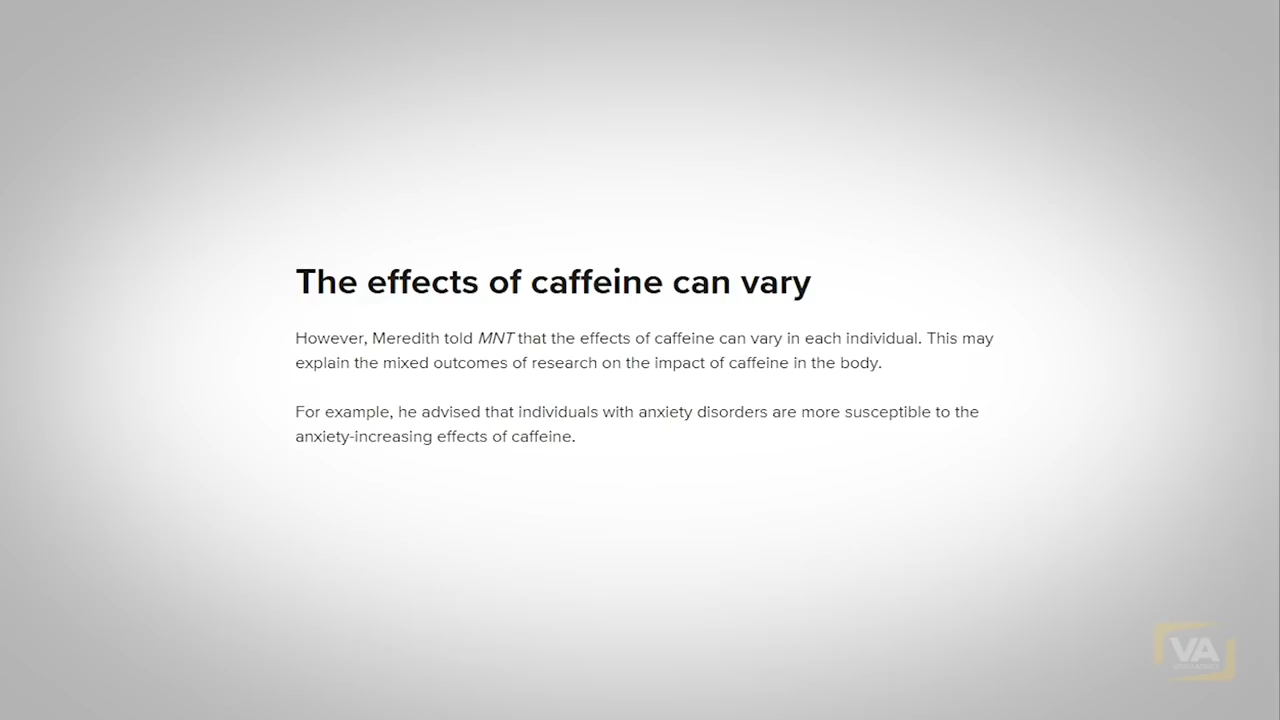 The effects of caffeine can vary
However, Meredith told MNT that the effects of caffeine can vary in each individual. This may
explain the mixed outcomes of research on the impact of caffeine in the body.
For example, he advised that individuals with anxiety disorders are more susceptible to the
anxiety-increasing effects of caffeine.
VA